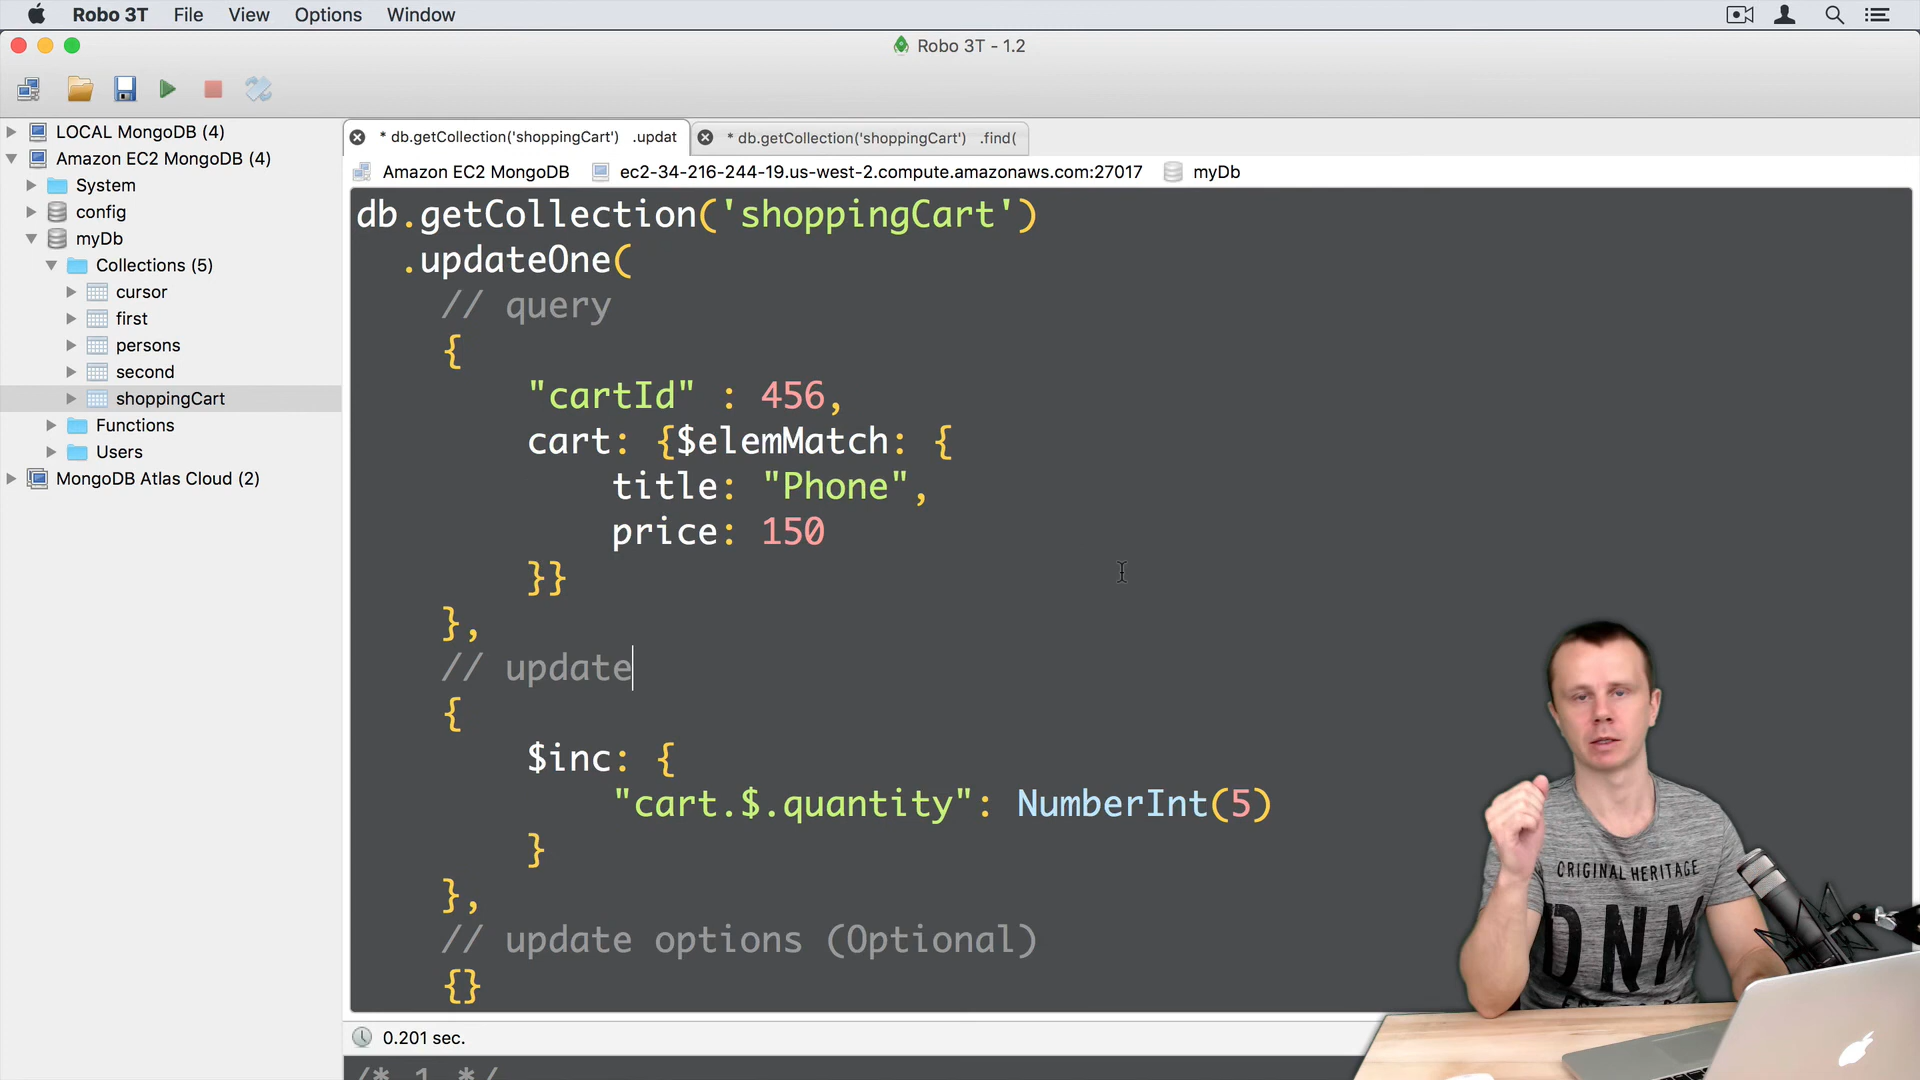 Robo 3T File View Options Window
Robo 3T - 1.2
LOCAL MongoDB (4)
Amazon EC2 MongoDB (4)
System
config
myDb
Collections (5)
cursor
first
persons
second
shoppingCart
Functions
Users
MongoDB Atlas Cloud (2)
* db.getCollection('shoppingCart') .updat
* db.getCollection('shoppingCart') .find(
Amazon EC2 MongoDB ec2-34-216-244-19.us-west-2.compute.amazonaws.com:27017 myDb
db.getCollection('shoppingCart')
.updateOne(
// query
{
"cartId" : 456,
cart: {$elemMatch: {
title: "Phone",
price: 150
}}
},
// update
{
$inc: {
"cart.$.quantity": NumberInt(5)
}
},
// update options (Optional)
{}
0.201 sec.
/* 1 */
ORIGINAL HERITAGE
DNM